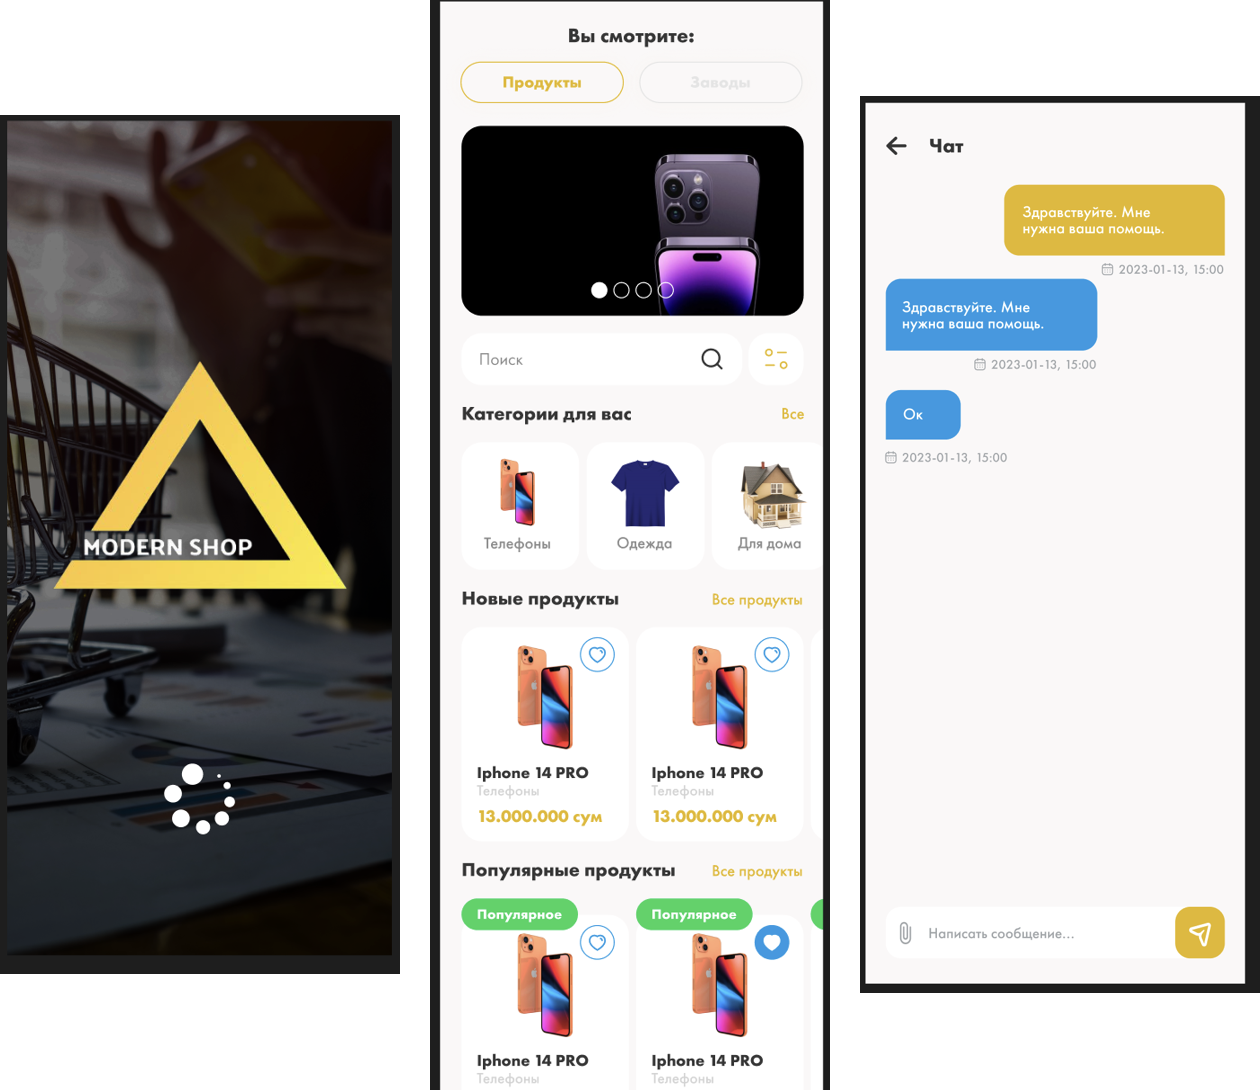 MODERN SHOP
Вы смотрите:
Продукты
Заводы
Поиск
Категории для вас
Все
Телефоны
Одежда
Для дома
Новые продукты
Все продукты
Iphone 14 PRO
Телефоны
13.000.000 сум
Iphone 14 PRO
Телефоны
13.000.000 сум
Популярные продукты
Все продукты
Популярное
Популярное
Iphone 14 PRO
Телефоны
Iphone 14 PRO
Телефоны
Чат
Здравствуйте. Мне
нужна ваша помощь.
2023-01-13, 15:00
Здравствуйте. Мне
нужна ваша помощь.
2023-01-13, 15:00
Ок
2023-01-13, 15:00
Написать сообщение...